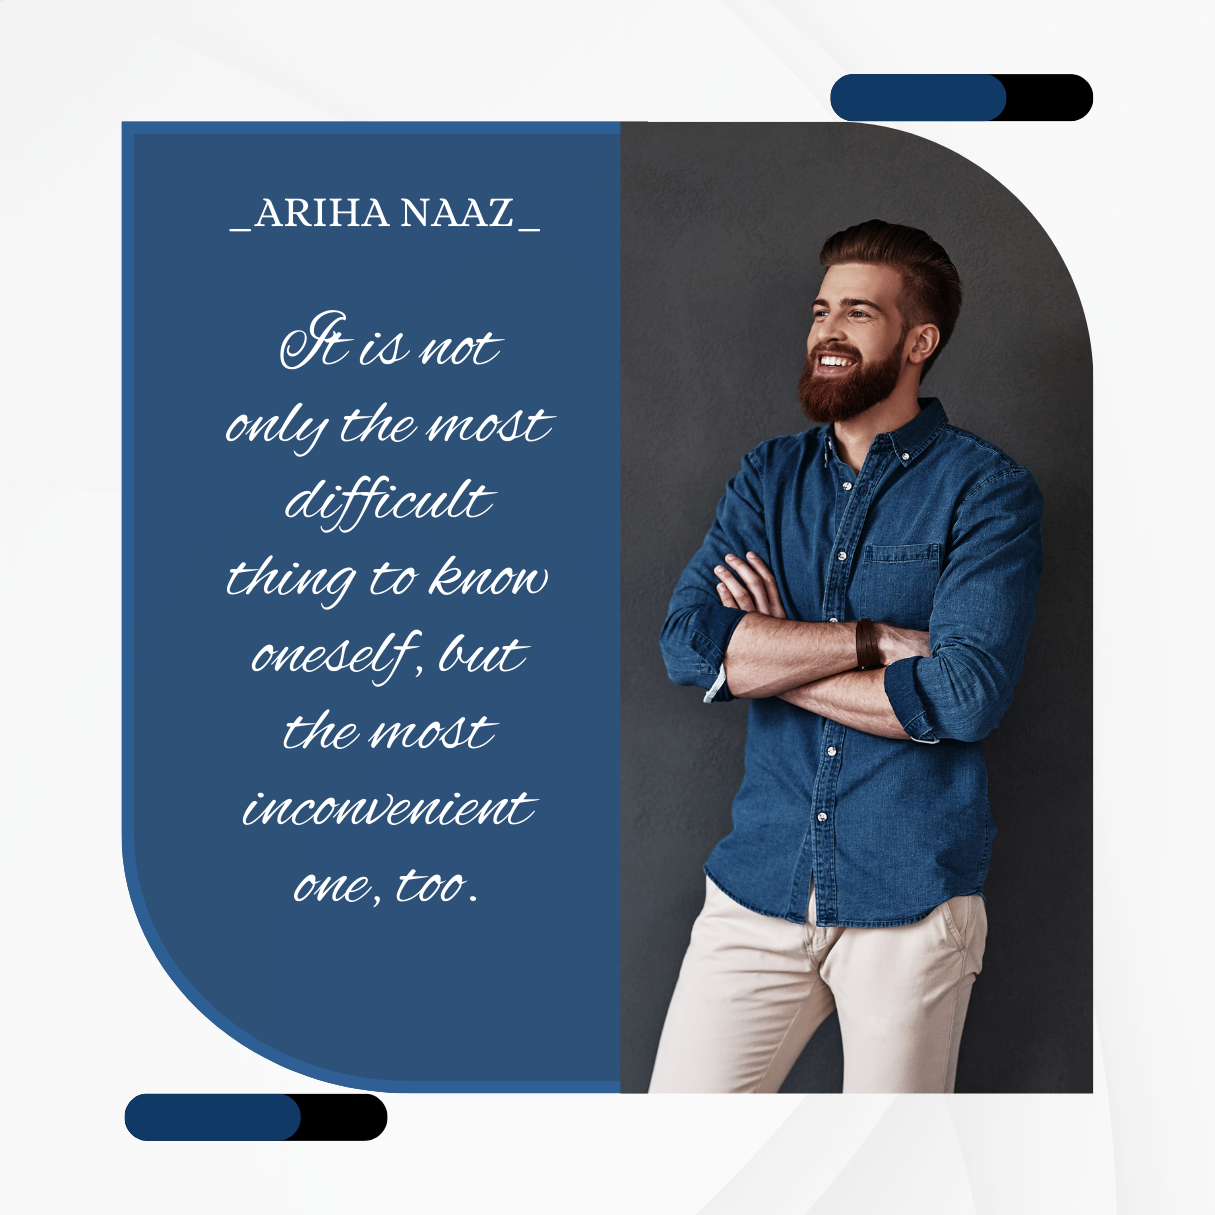 _ARIHA NAAZ_
It is not
only the most
difficult
thing to know
oneself, but
the most
inconvenient
one, too.